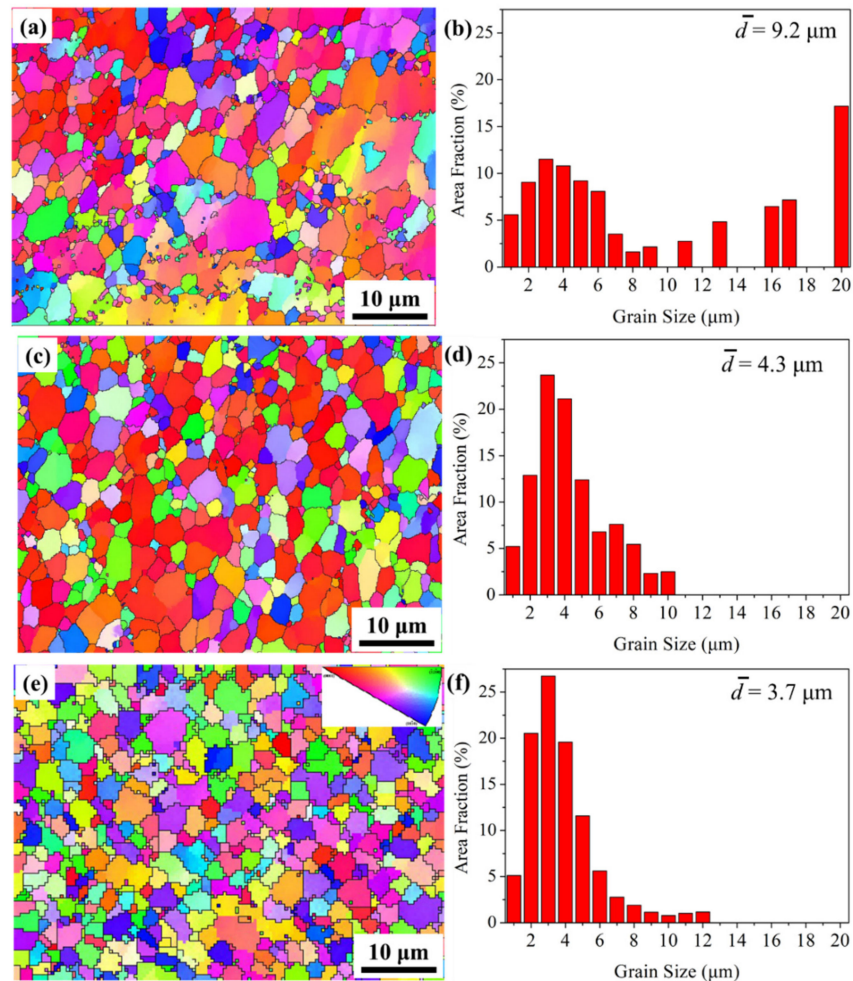 (a)
10 μm
(b)
d̄ = 9.2 μm
Area Fraction (%)
25
20
15
10
5
0
2 4 6 8 10 12 14 16 18 20
Grain Size (μm)
(c)
10 μm
(d)
d̄ = 4.3 μm
Area Fraction (%)
25
20
15
10
5
0
2 4 6 8 10 12 14 16 18 20
Grain Size (μm)
(e)
10 μm
(f)
d̄ = 3.7 μm
Area Fraction (%)
25
20
15
10
5
0
2 4 6 8 10 12 14 16 18 20
Grain Size (μm)